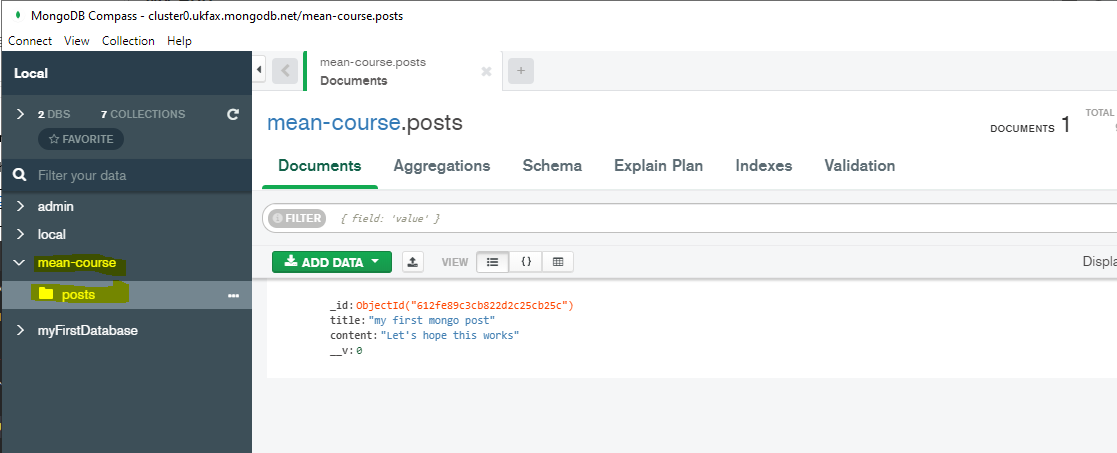 MongoDB Compass - cluster0.ukfax.mongodb.net/mean-course.posts
Connect View Collection Help
Local
2 DBS 7 COLLECTIONS
FAVORITE
Filter your data
admin
local
mean-course
posts
myFirstDatabase
mean-course.posts
Documents
mean-course.posts
DOCUMENTS 1
TOTAL
Documents Aggregations Schema Explain Plan Indexes Validation
FILTER { field: 'value' }
ADD DATA VIEW {}
Displa
_id: ObjectId("612fe89c3cb822d2c25cb25c")
title: "my first mongo post"
content: "Let's hope this works"
__v: 0